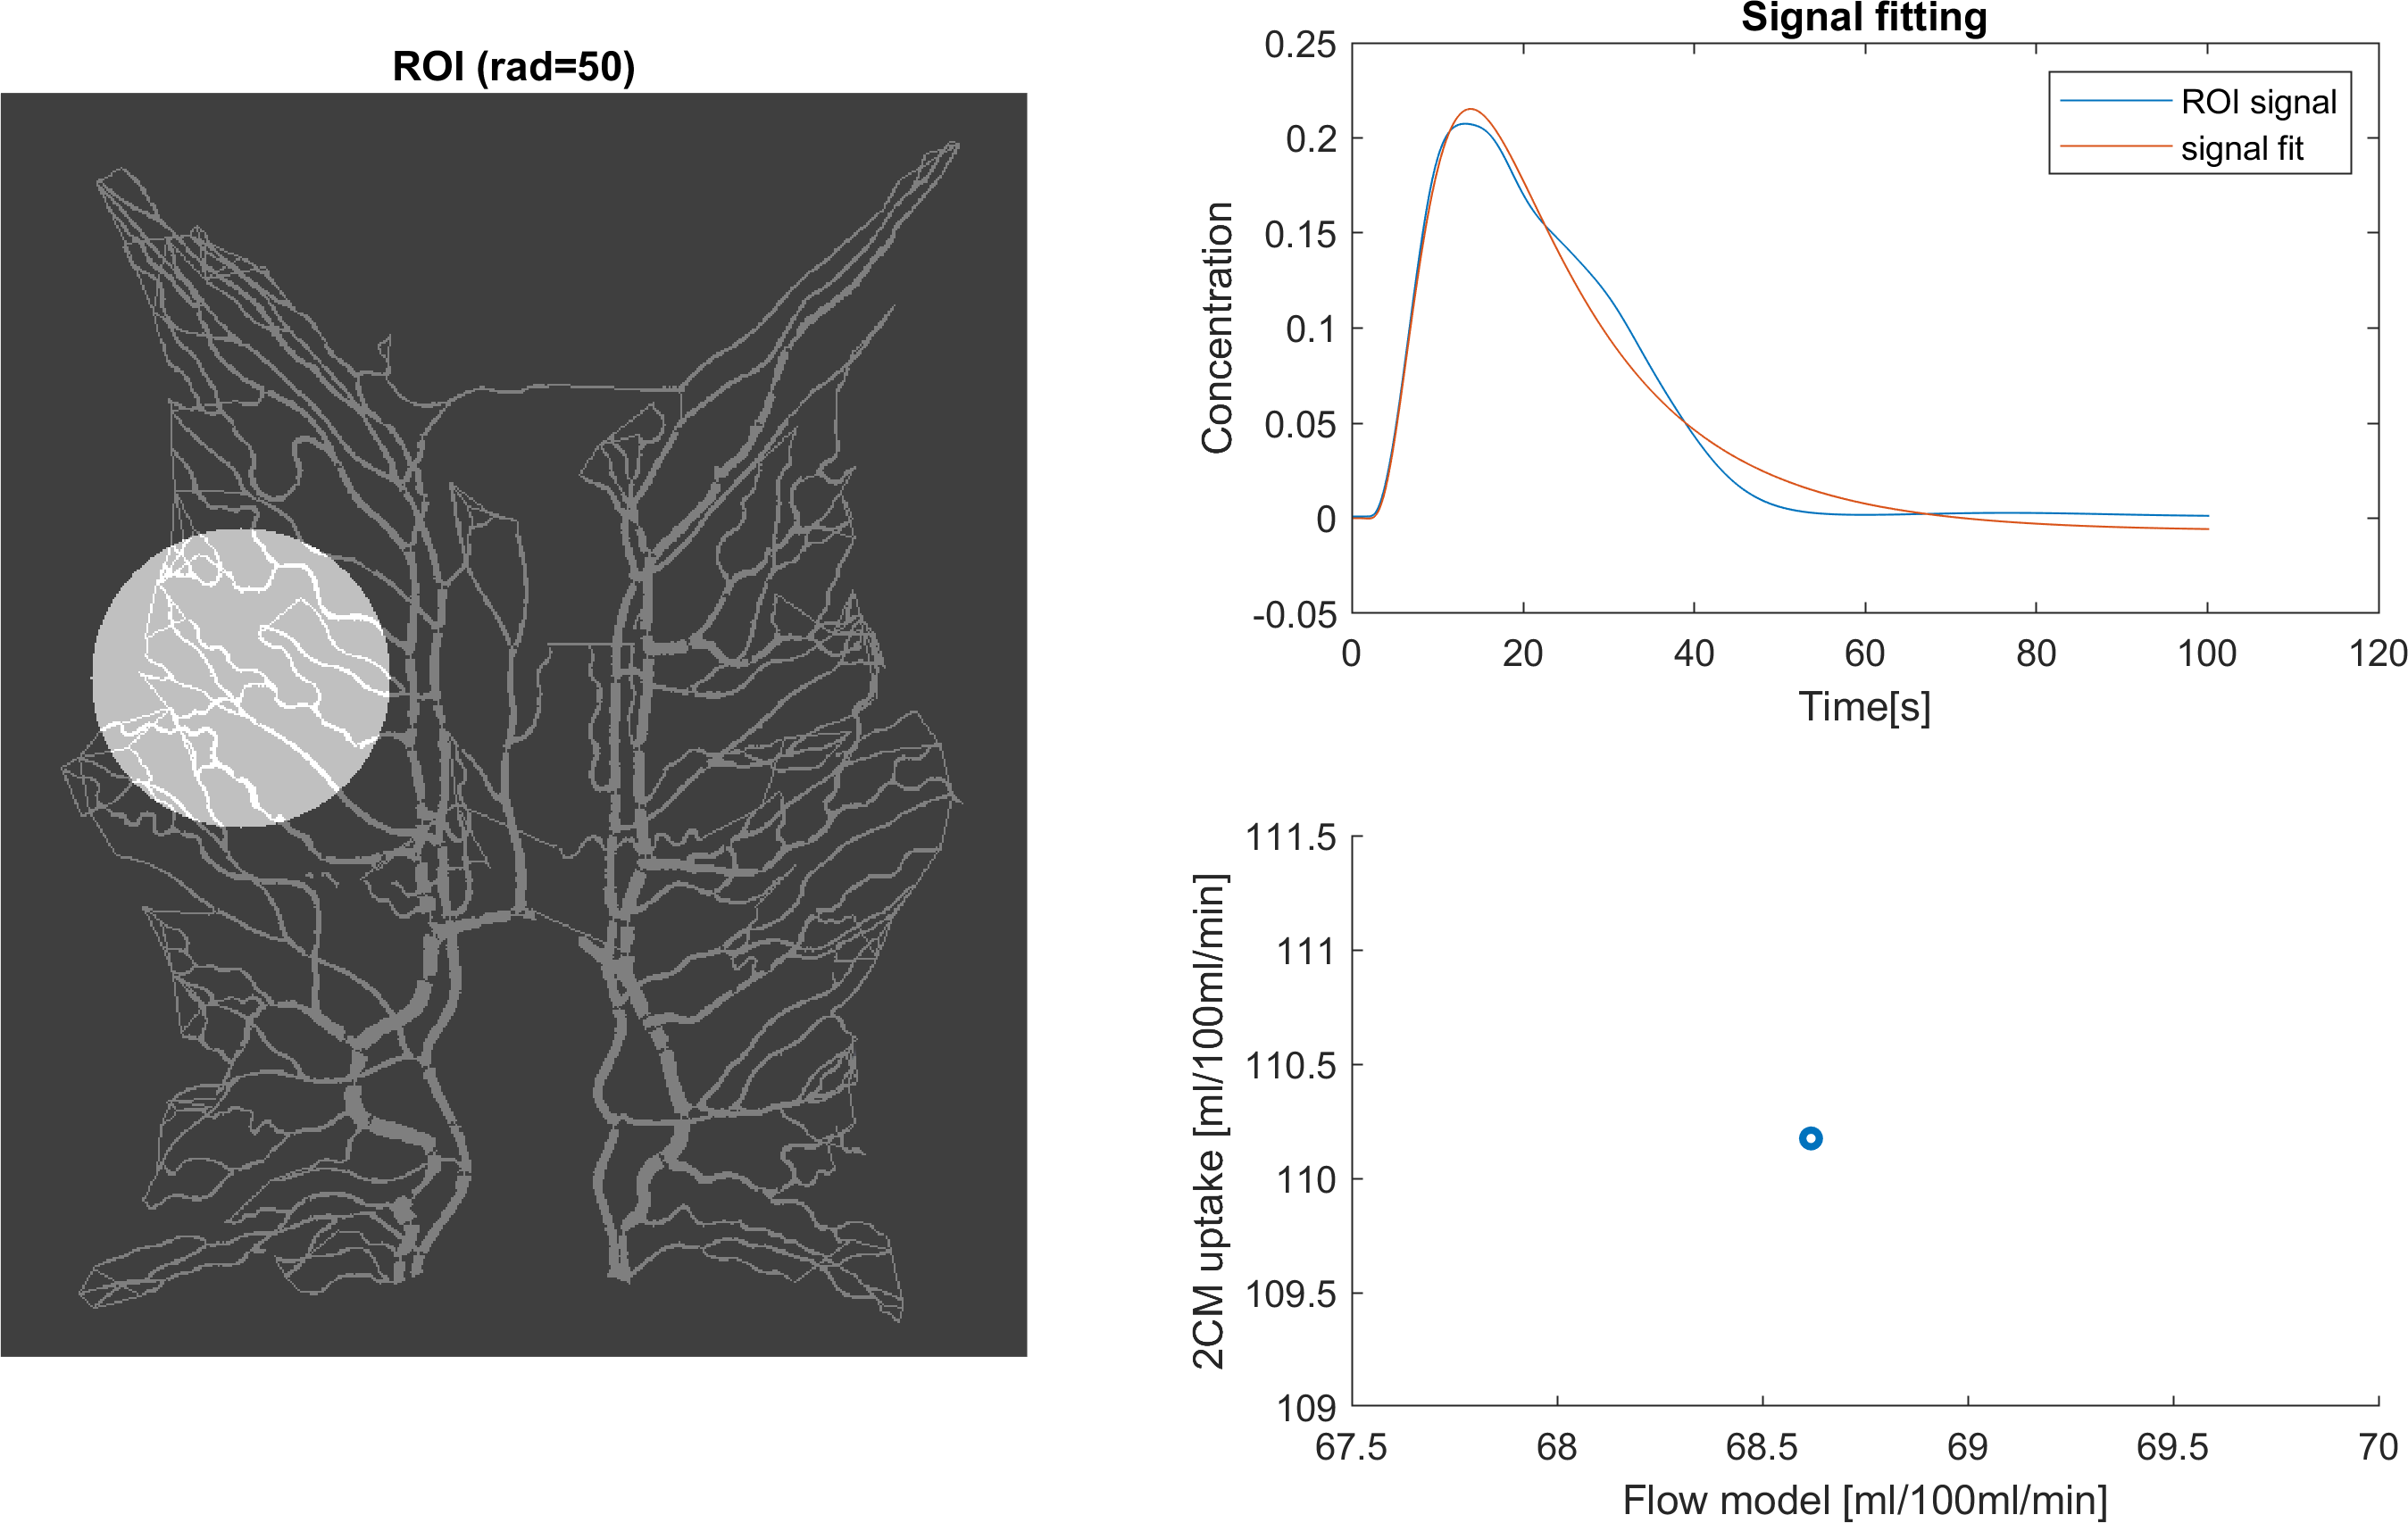 ROI (rad=50)
Signal fitting
0.25
0.2
0.15
0.1
0.05
0
-0.05
Concentration
ROI signal
signal fit
0 20 40 60 80 100 120
Time[s]
111.5
111
110.5
110
109.5
109
2CM uptake [ml/100ml/min]
67.5 68 68.5 69 69.5 70
Flow model [ml/100ml/min]